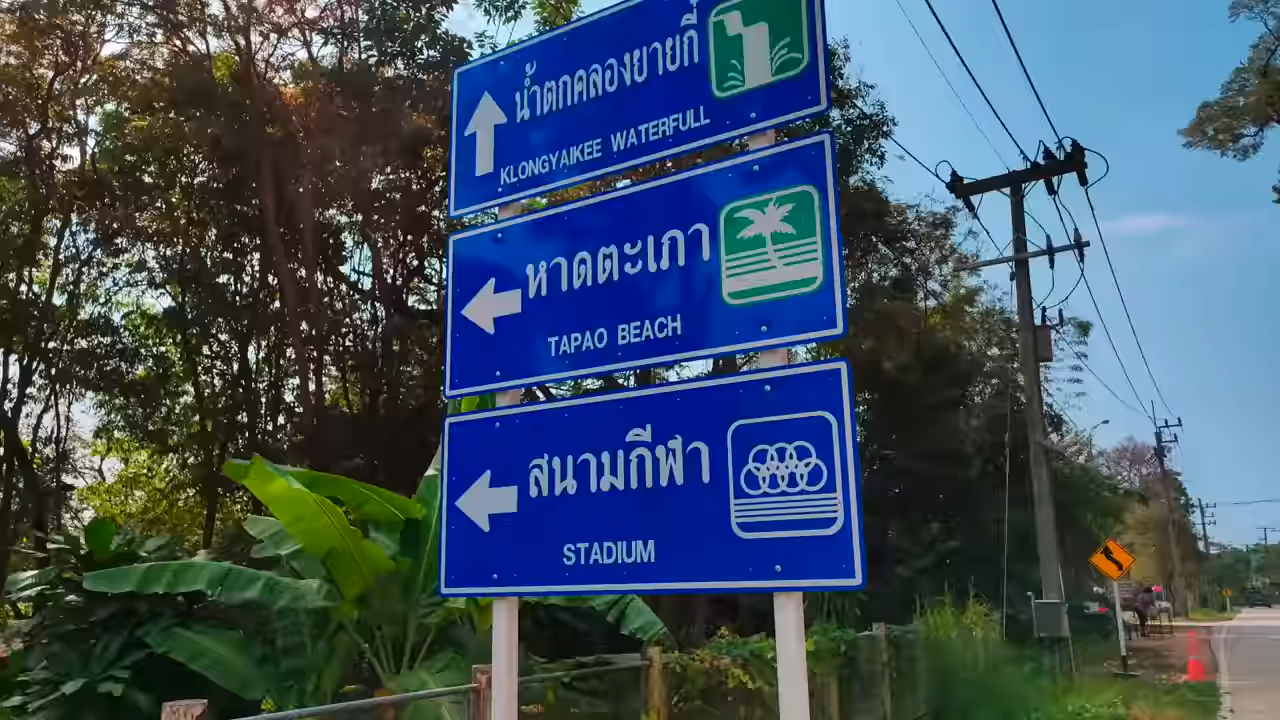 น้ำตกคลองยายกี๋
KLONGYAIKEE WATERFULL
หาดตะเภา
TAPAO BEACH
สนามกีฬา
STADIUM